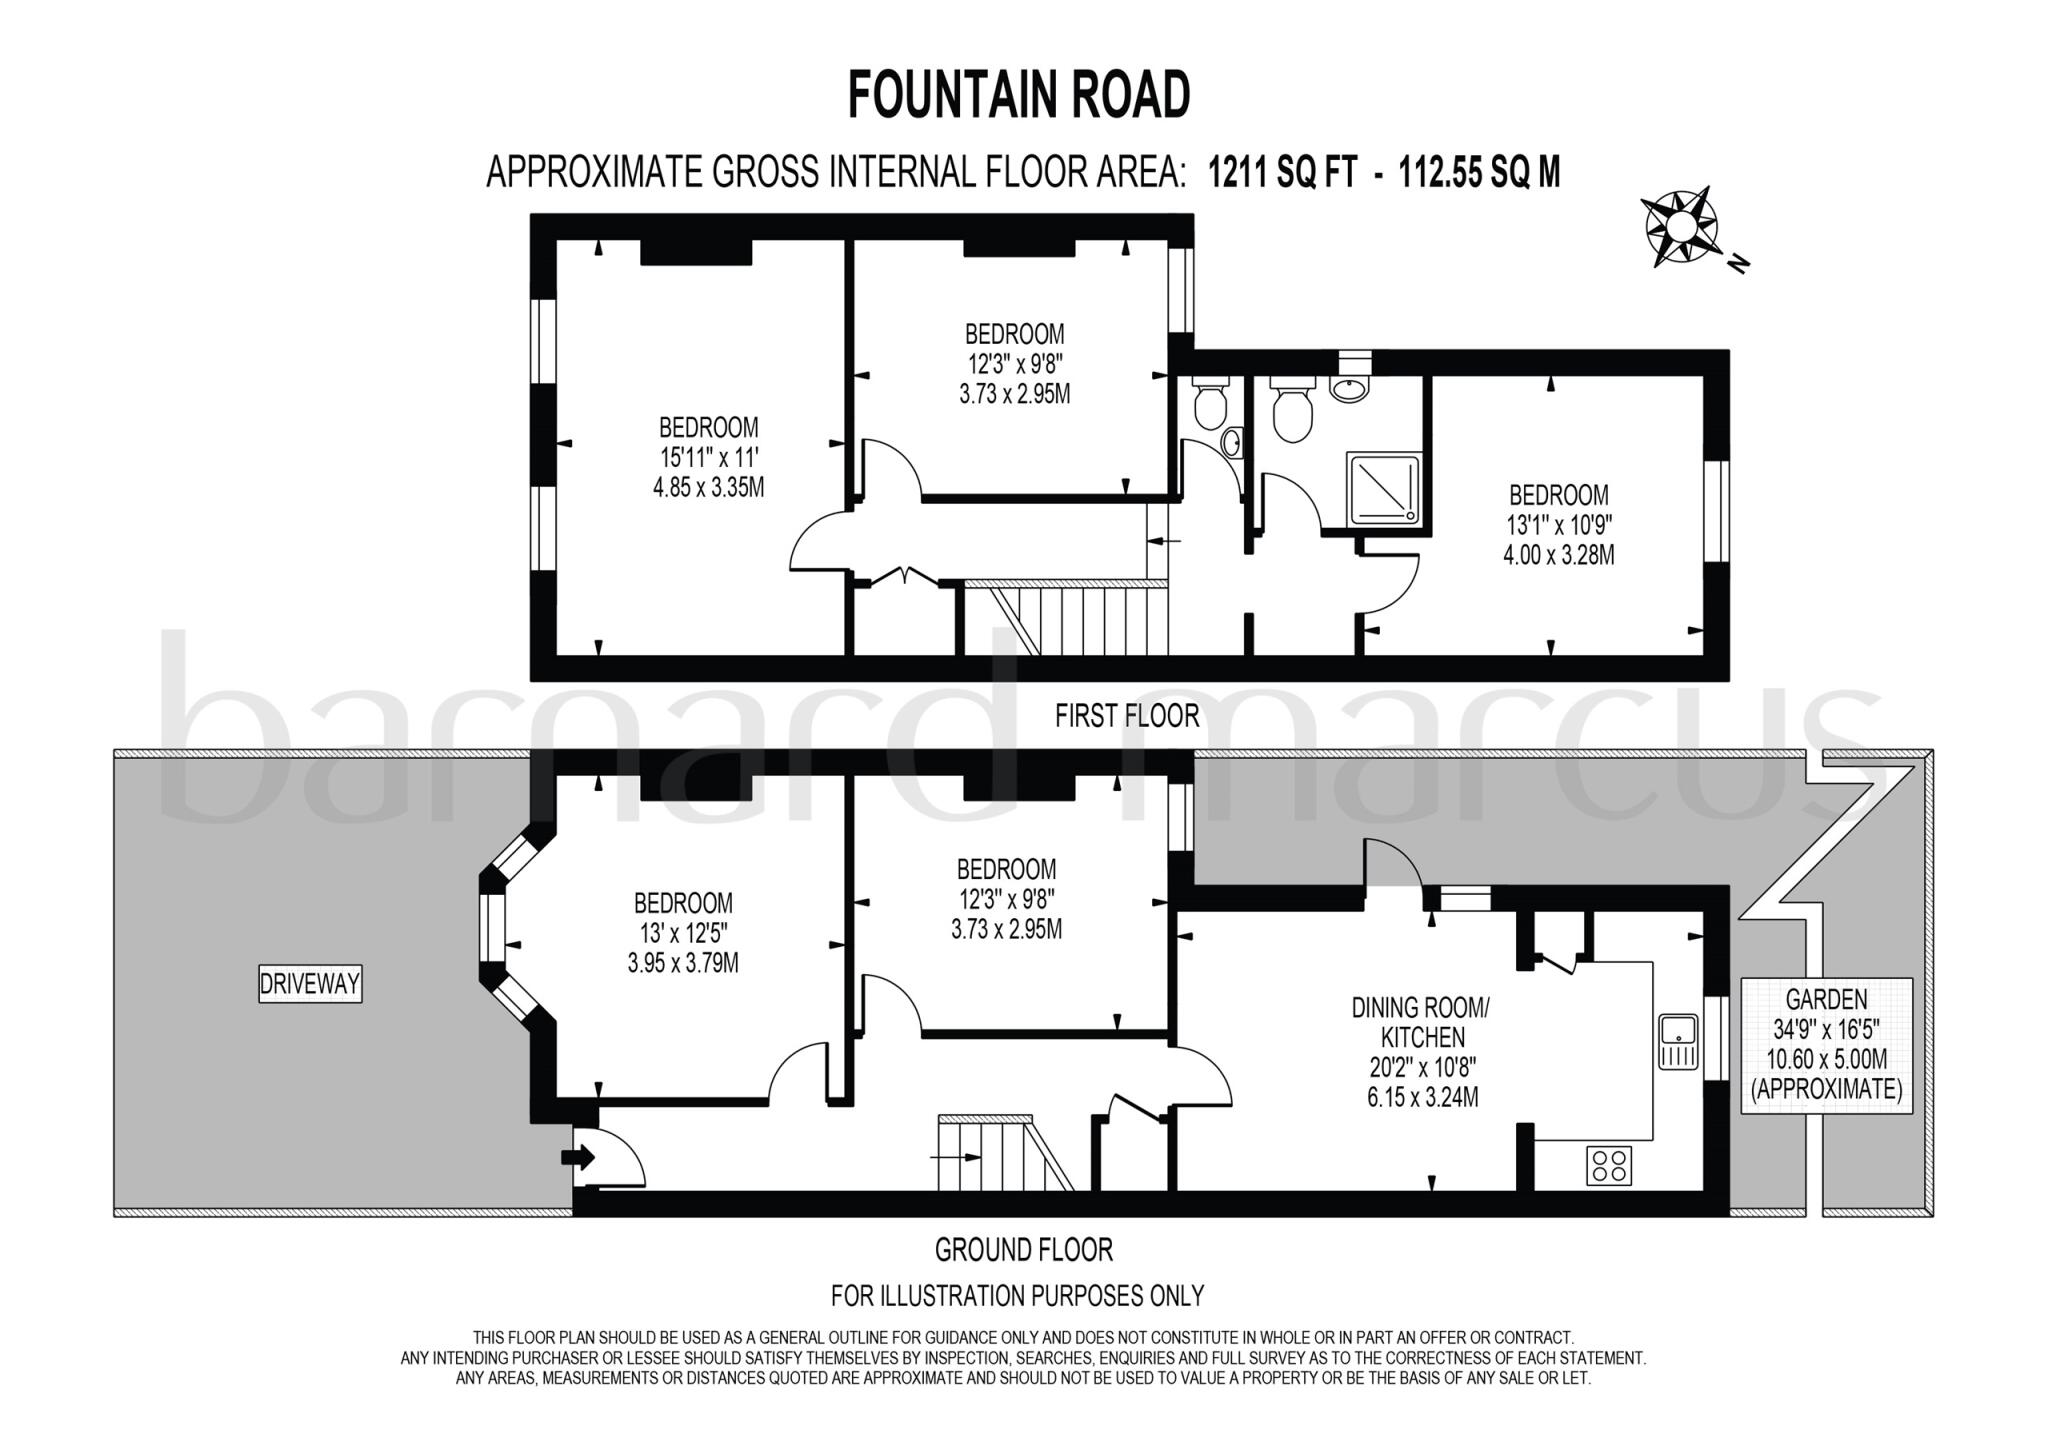 FOUNTAIN ROAD
APPROXIMATE GROSS INTERNAL FLOOR AREA: 1211 SQ FT - 112.55 SQ M
N
BEDROOM
15'11" x 11'
4.85 x 3.35M
BEDROOM
12'3" x 9'8"
3.73 x 2.95M
BEDROOM
13'1" x 10'9"
4.00 x 3.28M
barnard marcus
FIRST FLOOR
DRIVEWAY
BEDROOM
13' x 12'5"
3.95 x 3.79M
BEDROOM
12'3" x 9'8"
3.73 x 2.95M
DINING ROOM/
KITCHEN
20'2" x 10'8"
6.15 x 3.24M
GARDEN
34'9" x 16'5"
10.60 x 5.00M
(APPROXIMATE)
GROUND FLOOR
FOR ILLUSTRATION PURPOSES ONLY
THIS FLOOR PLAN SHOULD BE USED AS A GENERAL OUTLINE FOR GUIDANCE ONLY AND DOES NOT CONSTITUTE IN WHOLE OR IN PART AN OFFER OR CONTRACT.
ANY INTENDING PURCHASER OR LESSEE SHOULD SATISFY THEMSELVES BY INSPECTION, SEARCHES, ENQUIRIES AND FULL SURVEY AS TO THE CORRECTNESS OF EACH STATEMENT.
ANY AREAS, MEASUREMENTS OR DISTANCES QUOTED ARE APPROXIMATE AND SHOULD NOT BE USED TO VALUE A PROPERTY OR BE THE BASIS OF ANY SALE OR LET.